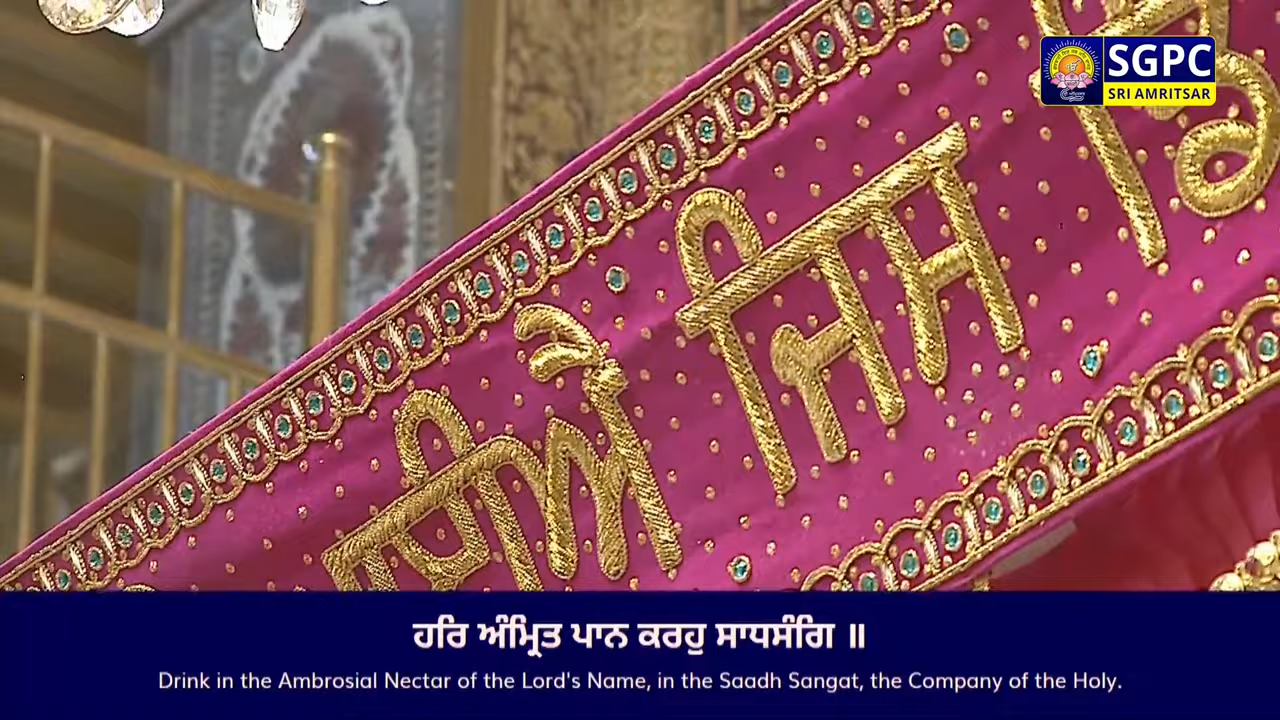 SGPC
SRI AMRITSAR
ਜਿਸ
ਹਰਿ ਅੰਮ੍ਰਿਤ ਪਾਨ ਕਰਹੁ ਸਾਧਸੰਗਿ ॥
Drink in the Ambrosial Nectar of the Lord's Name, in the Saadh Sangat, the Company of the Holy.